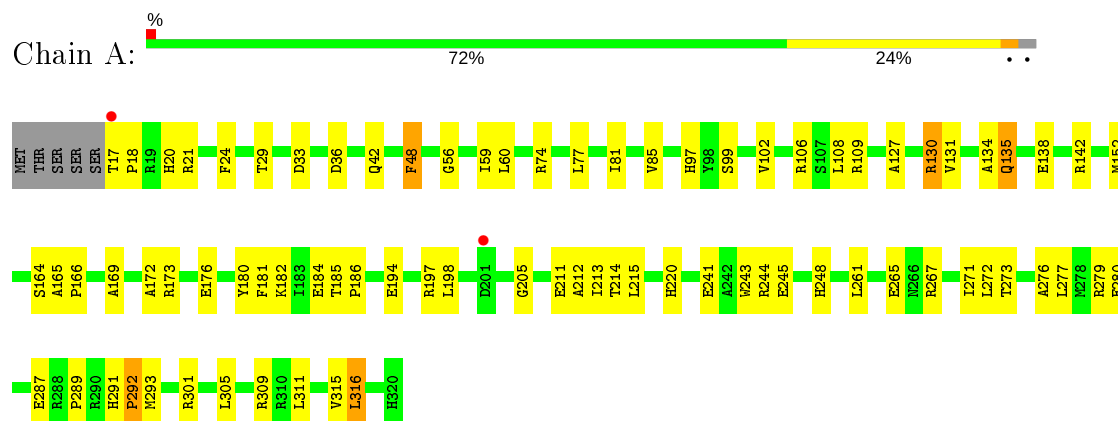 %
Chain A:
72% 24% • •
MET THR SER SER SER T17 P18 R19 H20 R21 F24 T29 D33 D36 Q42 F48 G56 I59 L60 R74 L77 I81 V85 H97 Y98 S99 V102 R106 S107 L108 R109 A127 R130 V131 A134 Q135 E138 R142 M152
S164 A165 P166 A169 A172 R173 E176 Y180 F181 K182 I183 E184 T185 P186 E194 R197 L198 D201 G205 E211 A212 I213 T214 L215 H220 E241 A242 W243 R244 E245 H248 L261 E265 N266 R267 I271 L272 T273 A276 L277 M278 R279
E287 R288 P289 R290 H291 P292 M293 R301 L305 R309 R310 L311 V315 L316 H320